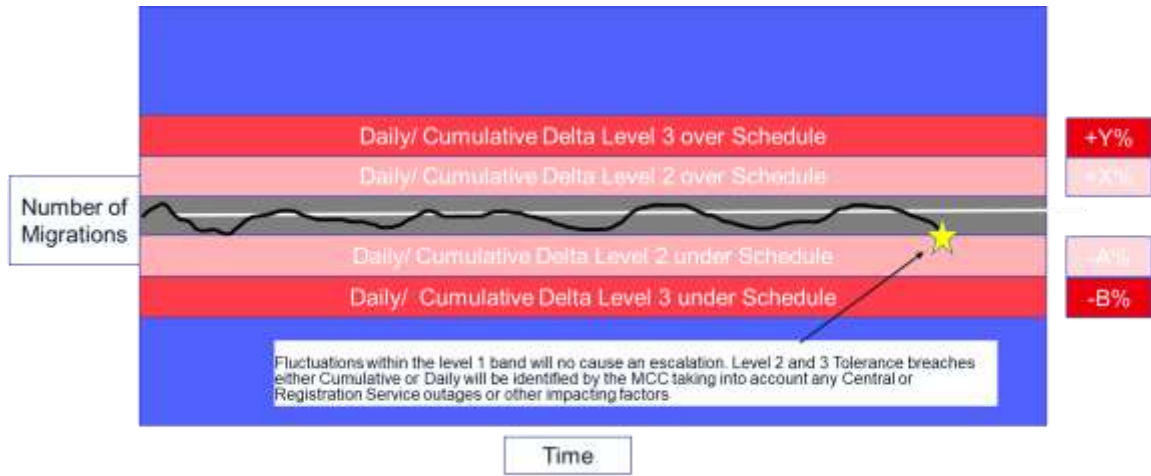 Daily/ Cumulative Delta Level 3 over Schedule
+Y%
Daily/ Cumulative Delta Level 2 over Schedule
+X%
Number of
Migrations
Daily/ Cumulative Delta Level 2 under Schedule
-A%
Daily/ Cumulative Delta Level 3 under Schedule
-B%
Fluctuations within the level 1 band will no cause an escalation. Level 2 and 3 Tolerance breaches
either Cumulative or Daily will be identified by the MCC taking into account any Central or
Registration Service outages or other impacting factors
Time